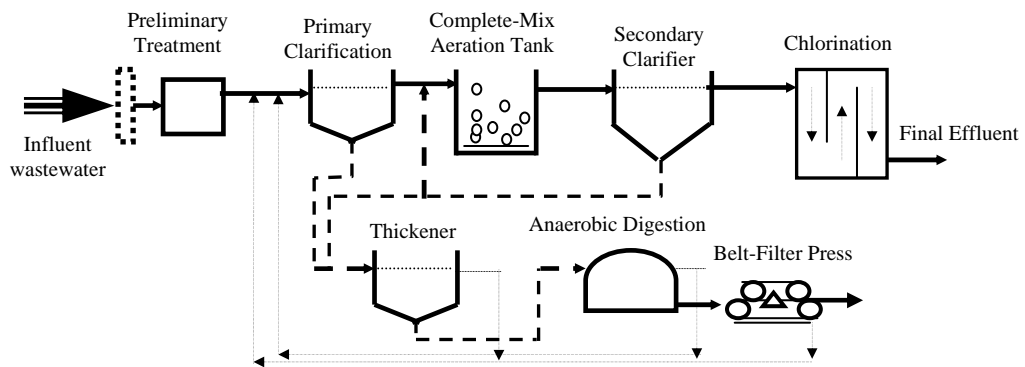 Preliminary
Treatment
Primary
Clarification
Complete-Mix
Aeration Tank
Secondary
Clarifier
Chlorination
Influent
wastewater
Final Effluent
Thickener
Anaerobic Digestion
Belt-Filter Press